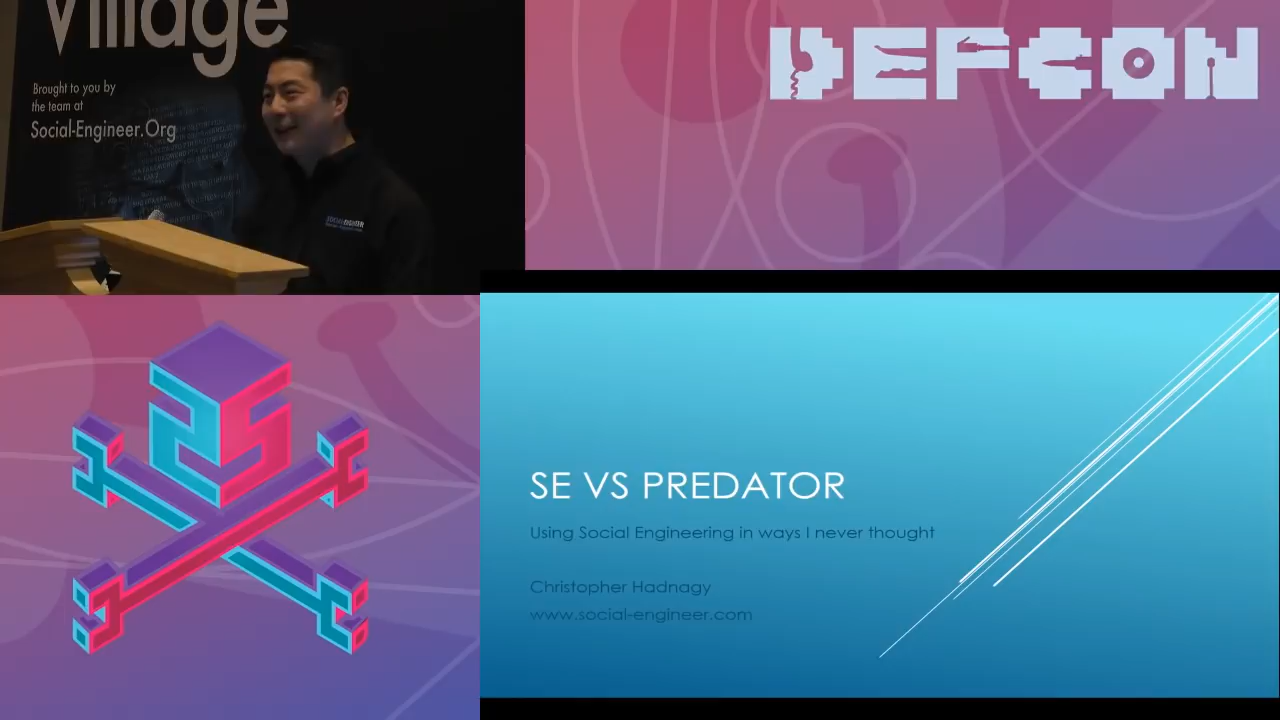 Village
Brought to you by
the team at
Social-Engineer.Org
DEFCON
25
SE VS PREDATOR
Using Social Engineering in ways I never thought
Christopher Hadnagy
www.social-engineer.com